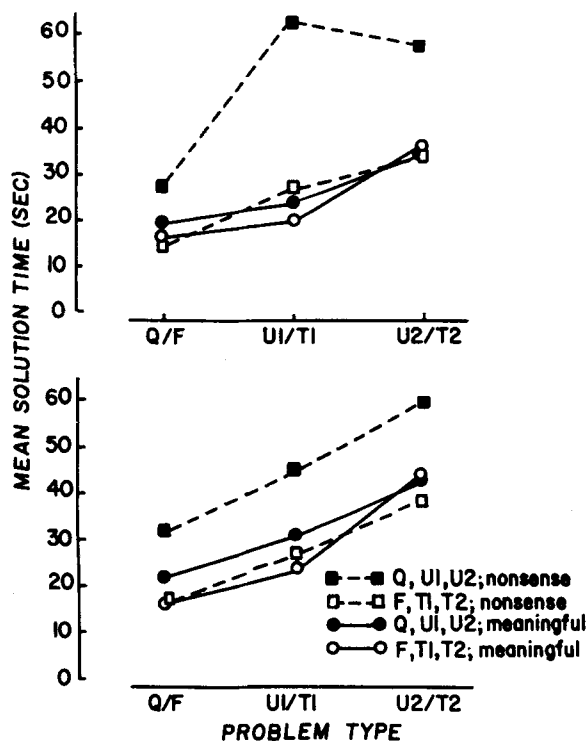 60
50
40
30
20
10
0
Q/F U1/T1 U2/T2
MEAN SOLUTION TIME (SEC)
60
50
40
30
20
10
0
Q, U1, U2; nonsense
F, T1, T2; nonsense
Q, U1, U2; meaningful
F, T1, T2; meaningful
Q/F U1/T1 U2/T2
PROBLEM TYPE